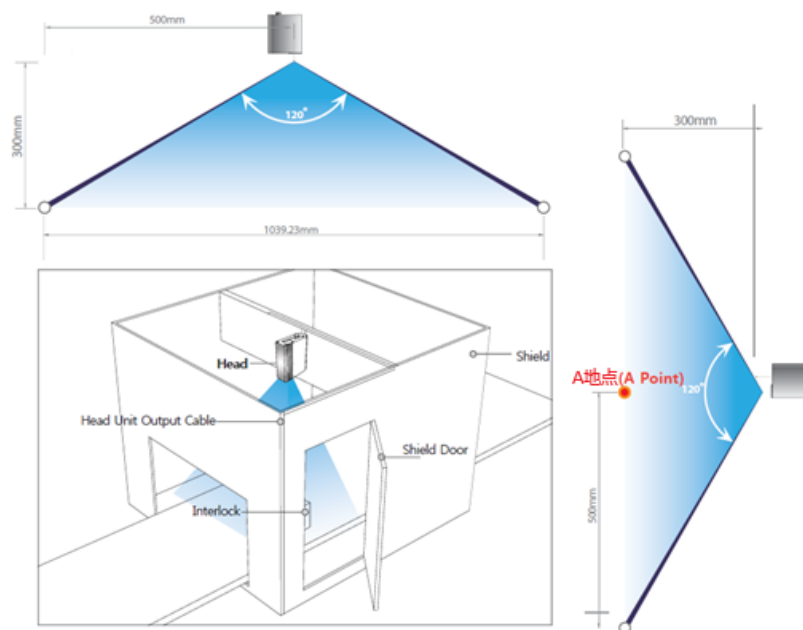 500mm
300mm
120°
1039.23mm
300mm
A地点(A Point)
120°
500mm
Head
Shield
Head Unit Output Cable
Shield Door
Interlock